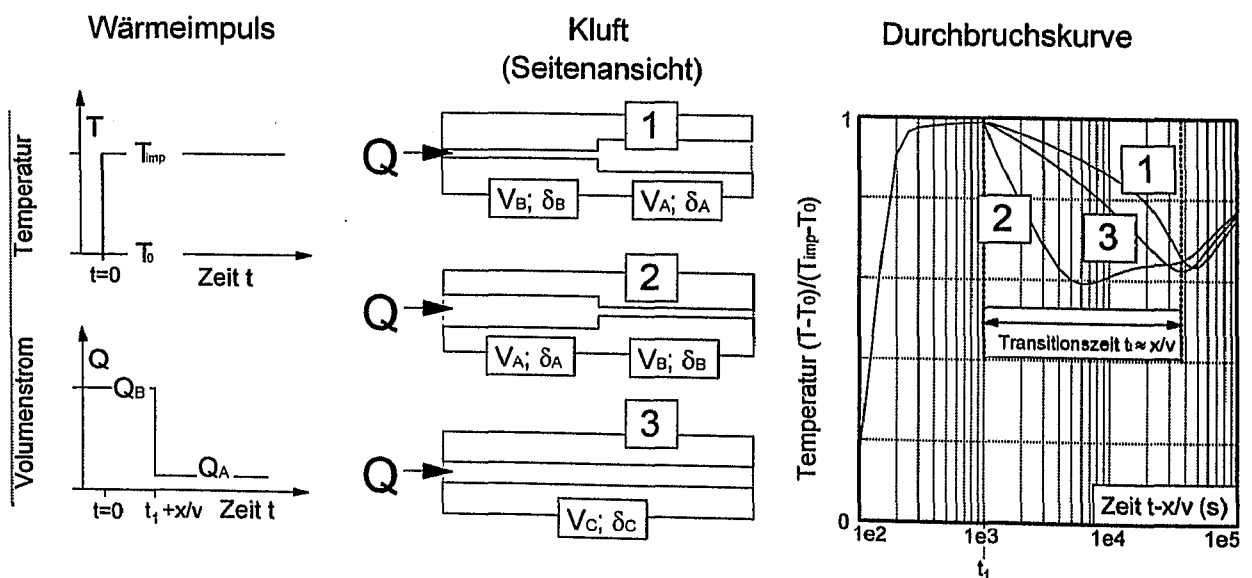 Wärmeimpuls
Temperatur
T
Timp
T0
t=0
Zeit t
Volumenstrom
Q
QB
QA
t=0
t1+x/v
Zeit t
Kluft
(Seitenansicht)
1
Q
VB; δB
VA; δA
2
Q
VA; δA
VB; δB
3
Q
VC; δC
Durchbruchskurve
Temperatur (T-T0)/(Timp-T0)
1
0
1
2
3
Transitionszeit tt≈ x/v
Zeit t-x/v (s)
1e2
1e3
1e4
1e5
t1